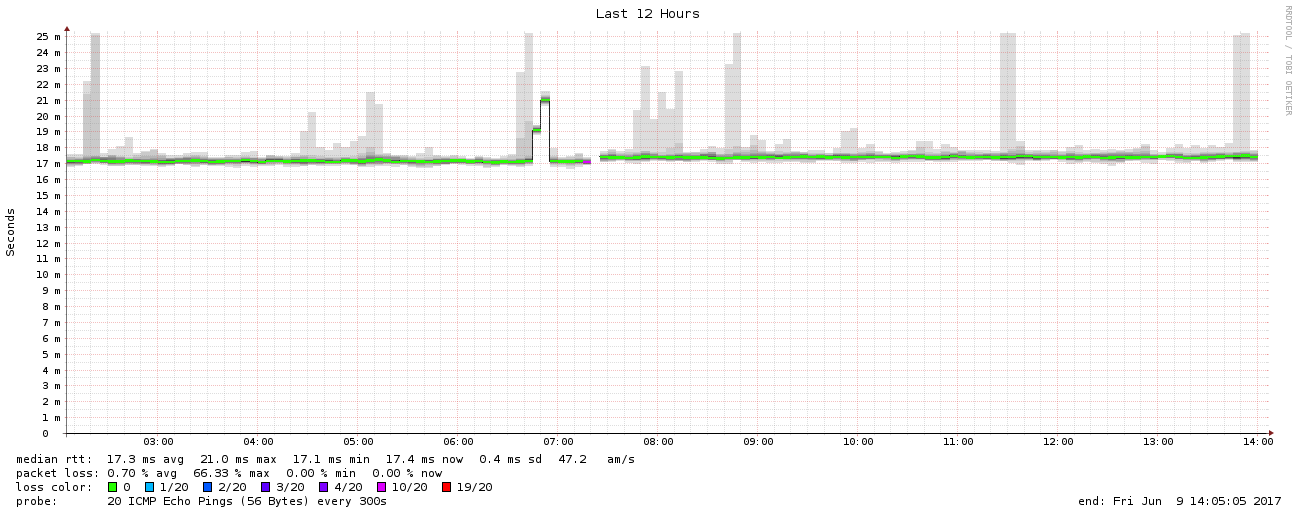 Last 12 Hours
RRDTOOL / TOBI OETIKER
Seconds
25 m
24 m
23 m
22 m
21 m
20 m
19 m
18 m
17 m
16 m
15 m
14 m
13 m
12 m
11 m
10 m
9 m
8 m
7 m
6 m
5 m
4 m
3 m
2 m
1 m
0
03:00 04:00 05:00 06:00 07:00 08:00 09:00 10:00 11:00 12:00 13:00 14:00
median rtt: 17.3 ms avg 21.0 ms max 17.1 ms min 17.4 ms now 0.4 ms sd 47.2 am/s
packet loss: 0.70 % avg 66.33 % max 0.00 % min 0.00 % now
loss color: 0 1/20 2/20 3/20 4/20 10/20 19/20
probe: 20 ICMP Echo Pings (56 Bytes) every 300s end: Fri Jun 9 14:05:05 2017